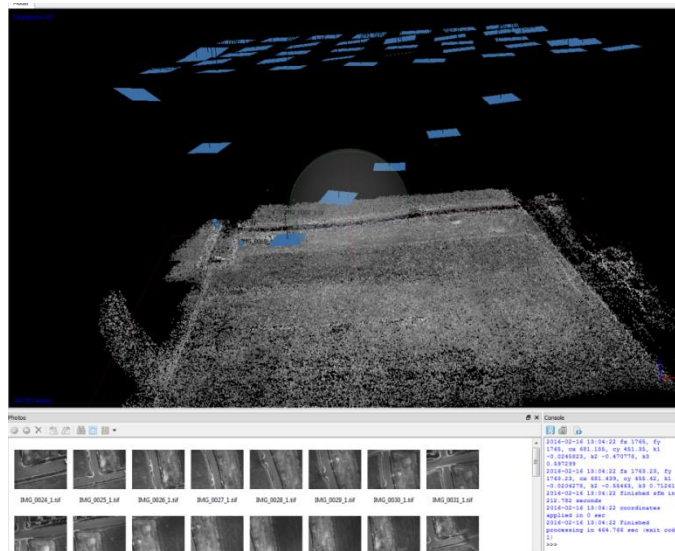 Photos
Console
IMG_0024_1.tif
IMG_0025_1.tif
IMG_0026_1.tif
IMG_0027_1.tif
IMG_0028_1.tif
IMG_0029_1.tif
IMG_0030_1.tif
IMG_0031_1.tif
2016-02-16 13:04:22 fx 1765, fy
1765, cx 681.185, cy 451.35, k1
-0.0245823, k2 -0.470778, k3
0.597299
2016-02-16 13:04:22 fx 1763.23, fy
1763.23, cx 681.439, cy 455.42, k1
2016-02-16 13:04:22 finished sfm in
212.782 seconds
2016-02-16 13:04:22 coordinates
applied in 0 sec
2016-02-16 13:04:22 Finished
processing in 484.766 sec (exit code
1)
>>>